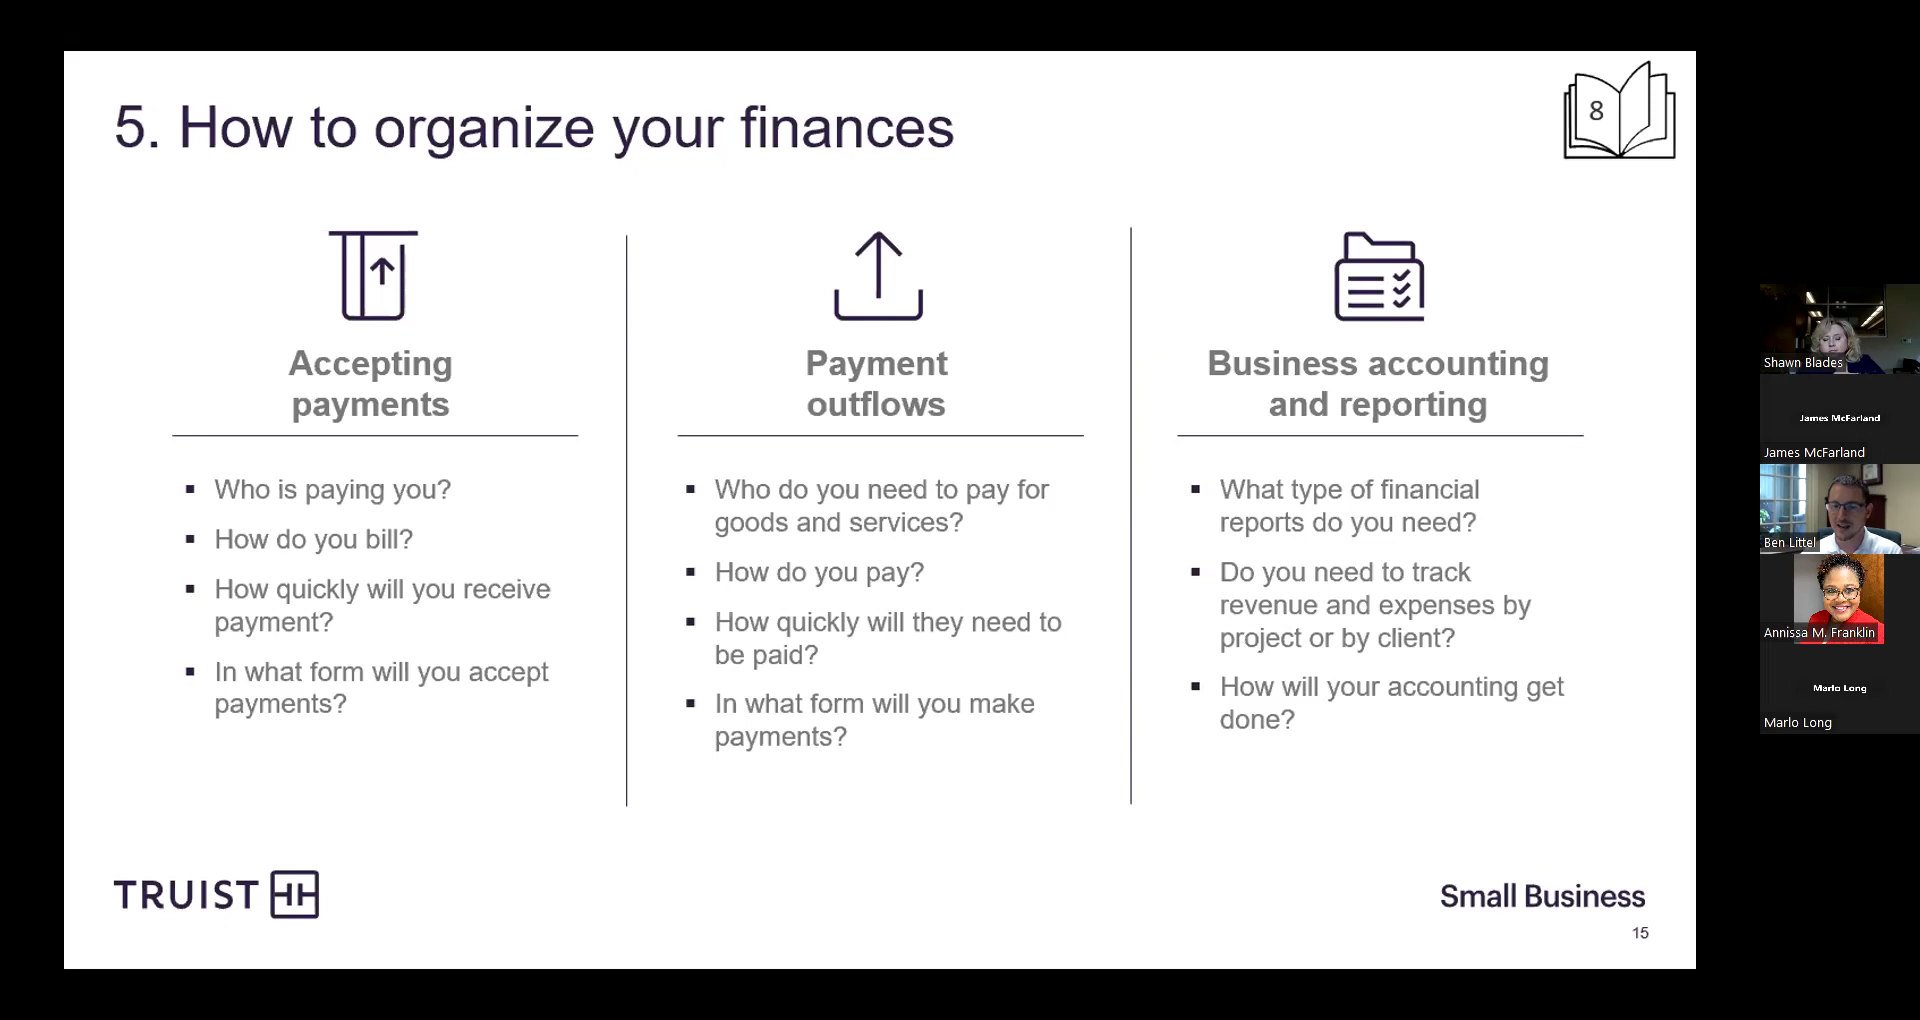 5. How to organize your finances
8
Accepting
payments
▪ Who is paying you?
▪ How do you bill?
▪ How quickly will you receive
payment?
▪ In what form will you accept
payments?
Payment
outflows
▪ Who do you need to pay for
goods and services?
▪ How do you pay?
▪ How quickly will they need to
be paid?
▪ In what form will you make
payments?
Business accounting
and reporting
▪ What type of financial
reports do you need?
▪ Do you need to track
revenue and expenses by
project or by client?
▪ How will your accounting get
done?
TRUIST
Small Business
15
Shawn Blades
James McFarland
James McFarland
Ben Littel
Annissa M. Franklin
Marlo Long
Marlo Long